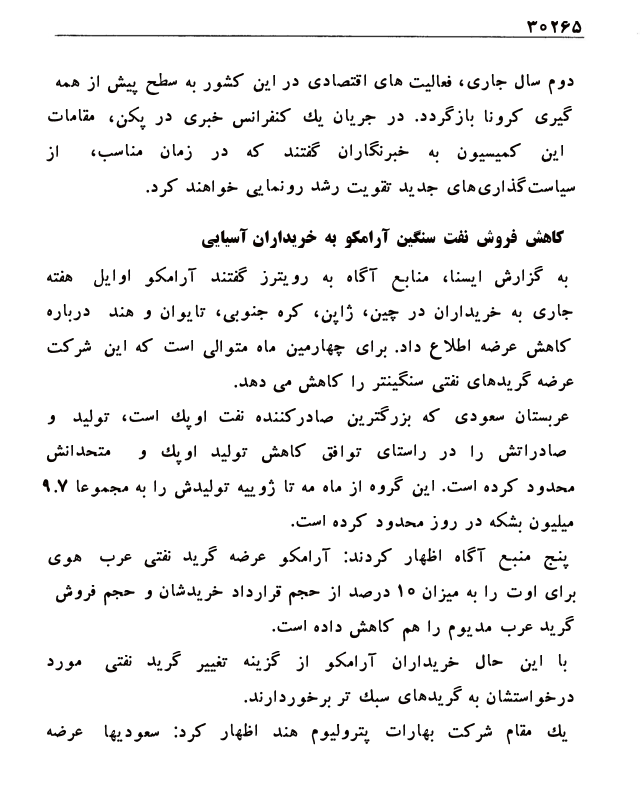 ۳۰۲۶۵
دوم سال جاری، فعالیت های اقتصادی در این کشور به سطح پیش از همه
گیری کرونا بازگردد. در جریان یك کنفرانس خبری در پکن، مقامات
این کمیسیون به خبرنگاران گفتند که در زمان مناسب، از
سیاست‌گذاری‌های جدید تقویت رشد رونمایی خواهند کرد.
کاهش فروش نفت سنگین آرامکو به خریداران آسیایی
به گزارش ایسنا، منابع آگاه به رویترز گفتند آرامکو اوایل هفته
جاری به خریداران در چین، ژاپن، کره جنوبی، تایوان و هند درباره
کاهش عرضه اطلاع داد. برای چهارمین ماه متوالی است که این شرکت
عرضه گریدهای نفتی سنگینتر را کاهش می دهد.
عربستان سعودی که بزرگترین صادرکننده نفت اوپك است، تولید و
صادراتش را در راستای توافق کاهش تولید اوپك و متحدانش
محدود کرده است. این گروه از ماه مه تا ژوییه تولیدش را به مجموعا ۹.۷
میلیون بشکه در روز محدود کرده است.
پنج منبع آگاه اظهار کردند: آرامکو عرضه گرید نفتی عرب هوی
برای اوت را به میزان ۱۰ درصد از حجم قرارداد خریدشان و حجم فروش
گرید عرب مدیوم را هم کاهش داده است.
با این حال خریداران آرامکو از گزینه تغییر گرید نفتی مورد
درخواستشان به گریدهای سبك تر برخوردارند.
یك مقام شرکت بهارات پترولیوم هند اظهار کرد: سعودیها عرضه